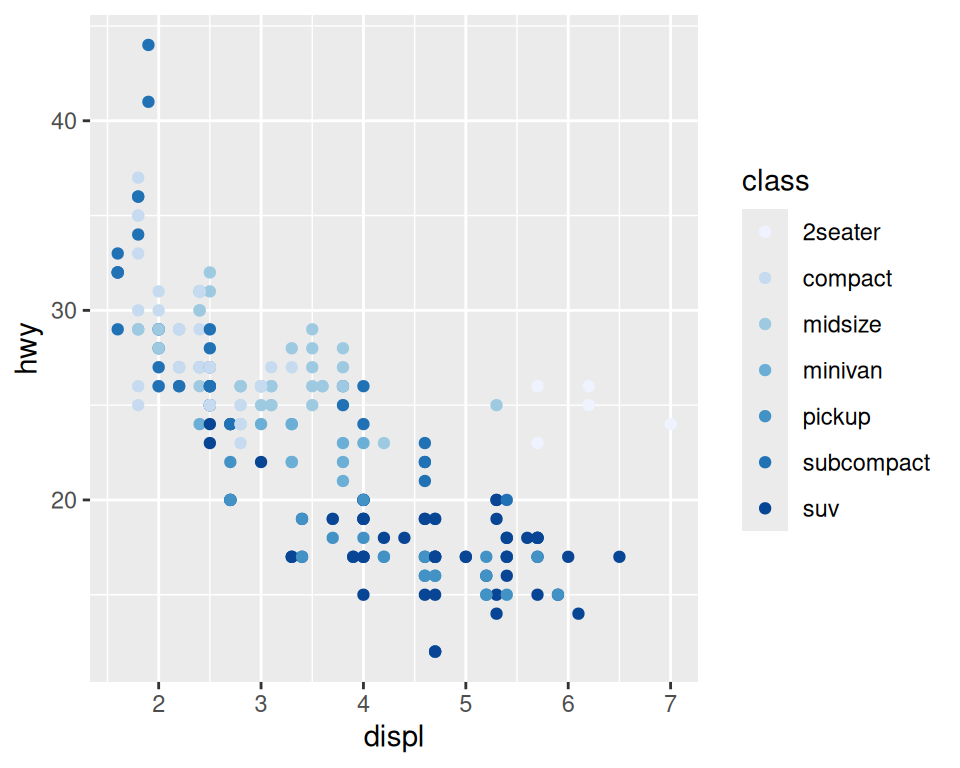 hwy
40
30
20
2 3 4 5 6 7
displ
class
2seater
compact
midsize
minivan
pickup
subcompact
suv